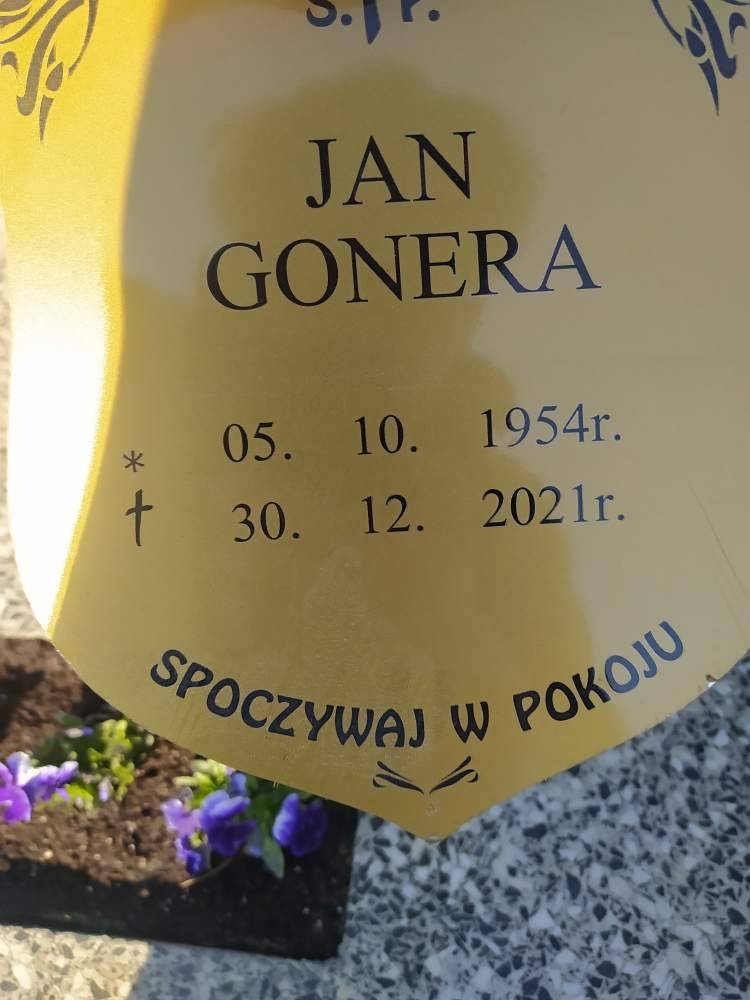 Ś. † P.
JAN
GONERA
* 05. 10. 1954r.
† 30. 12. 2021r.
SPOCZYWAJ W POKOJU